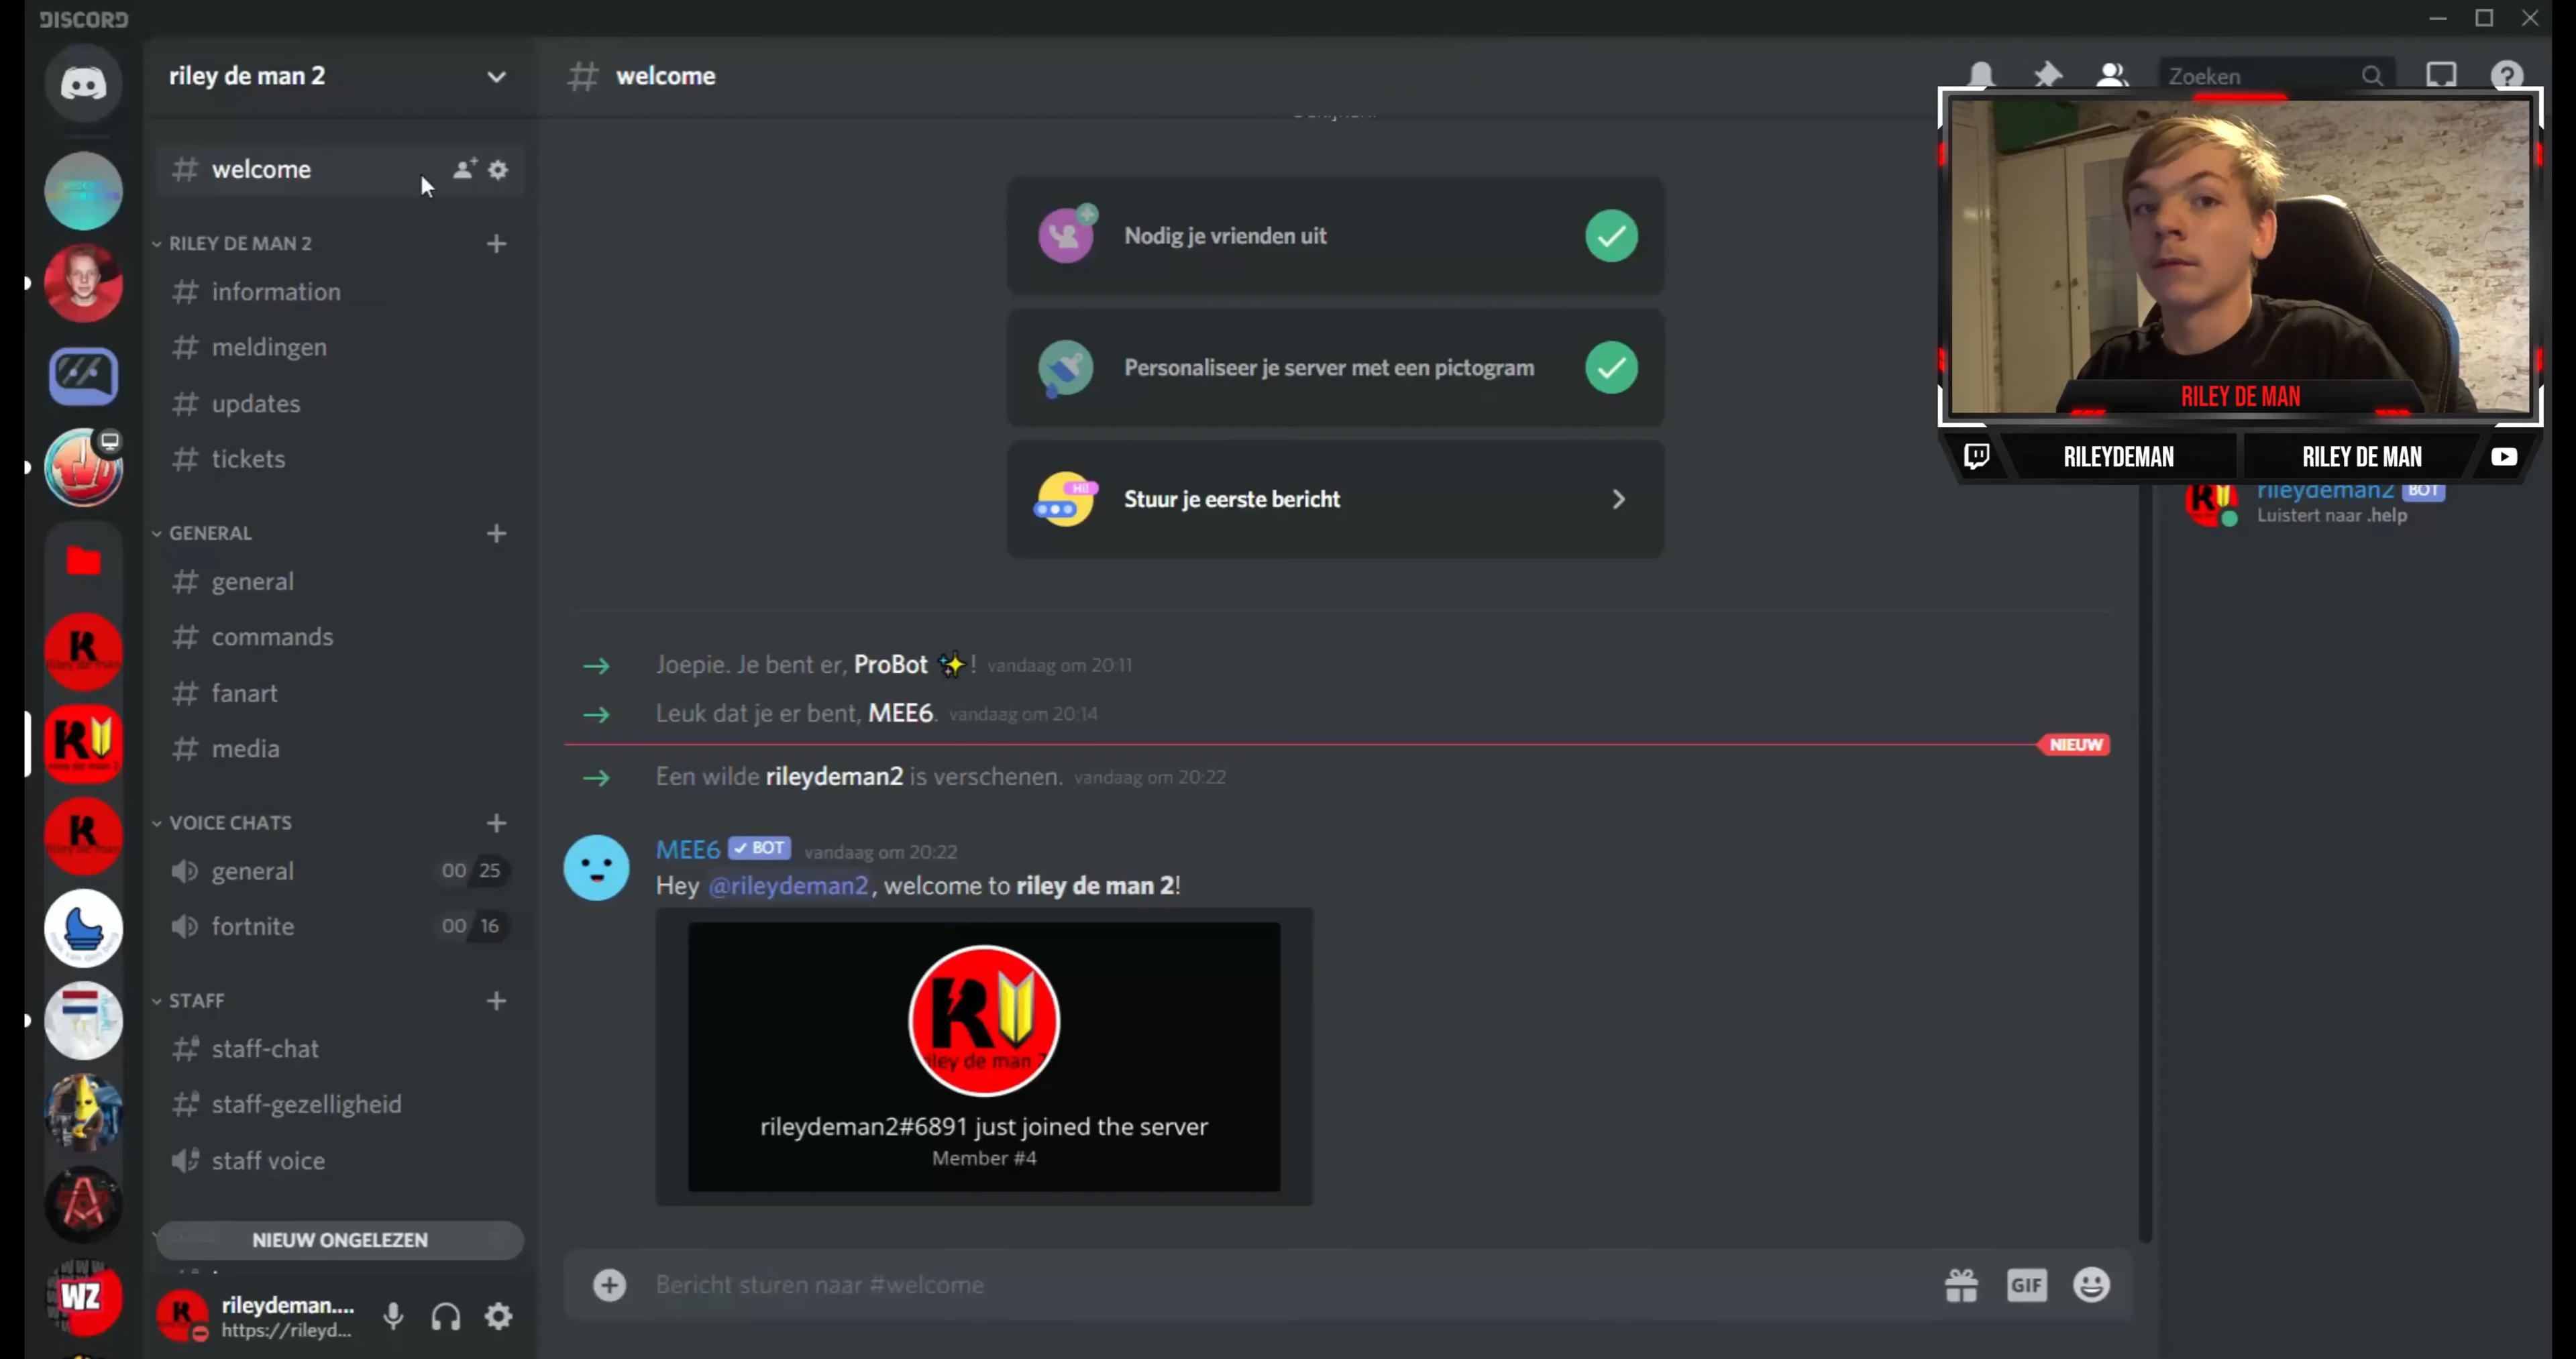 DISCORD
riley de man 2
welcome
RILEY DE MAN 2
information
meldingen
updates
tickets
GENERAL
general
commands
fanart
media
VOICE CHATS
general 00 25
fortnite 00 16
STAFF
staff-chat
staff-gezelligheid
staff voice
NIEUW ONGELEZEN
rileydeman....
https://rileyd...
welcome
Zoeken
Nodig je vrienden uit
Personaliseer je server met een pictogram
Hi!
Stuur je eerste bericht
Joepie. Je bent er, ProBot ✨! vandaag om 20:11
Leuk dat je er bent, MEE6. vandaag om 20:14
NIEUW
Een wilde rileydeman2 is verschenen. vandaag om 20:22
MEE6 ✓ BOT vandaag om 20:22
Hey @rileydeman2, welcome to riley de man 2!
riley de man 2
rileydeman2#6891 just joined the server
Member #4
Bericht sturen naar #welcome
GIF
RILEY DE MAN
RILEYDEMAN
RILEY DE MAN
rileydeman2 BOT
Luistert naar .help
WZ